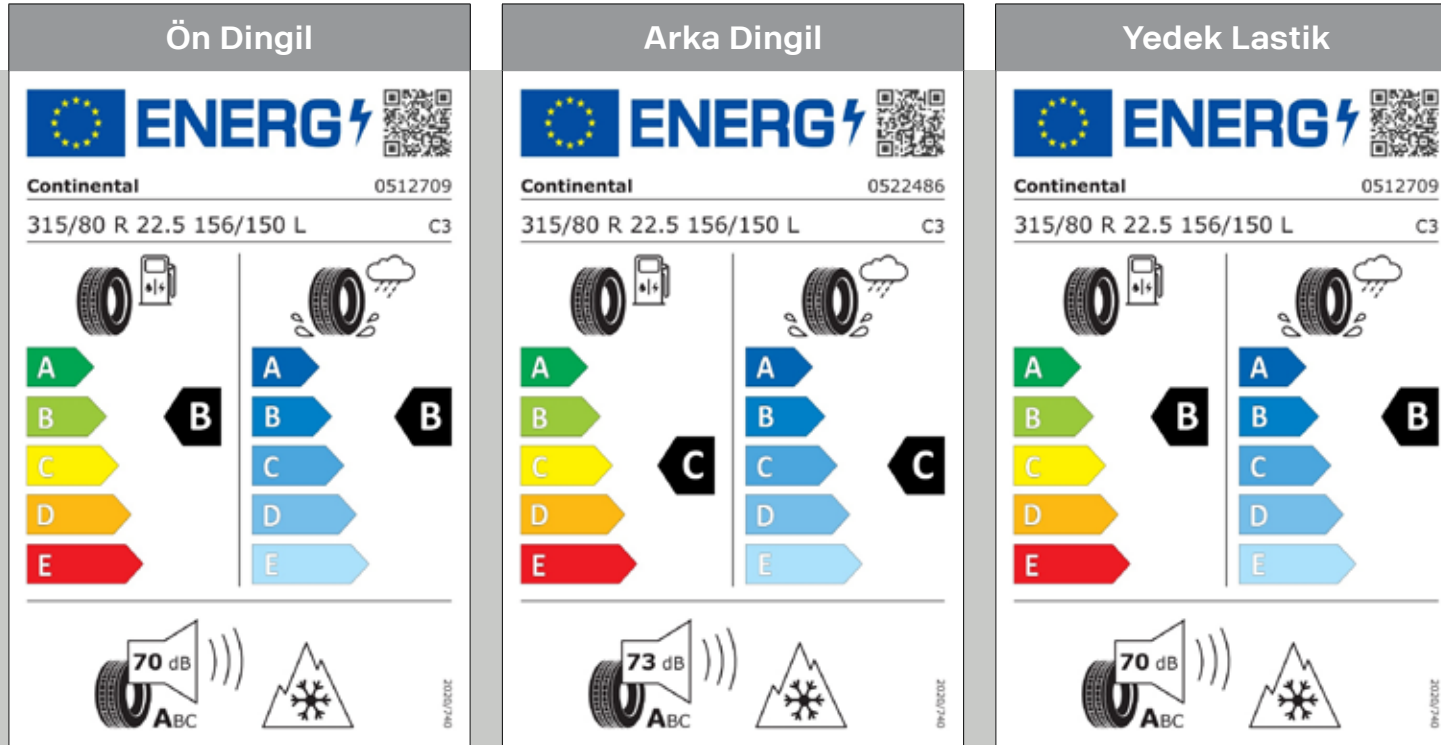 Ön Dingil
ENERG
Continental 0512709
315/80 R 22.5 156/150 L C3
A
B
C
D
E
B
A
B
C
D
E
B
70 dB
ABC
2020/740
Arka Dingil
ENERG
Continental 0522486
315/80 R 22.5 156/150 L C3
A
B
C
D
E
C
A
B
C
D
E
C
73 dB
ABC
2020/740
Yedek Lastik
ENERG
Continental 0512709
315/80 R 22.5 156/150 L C3
A
B
C
D
E
B
A
B
C
D
E
B
70 dB
ABC
2020/740